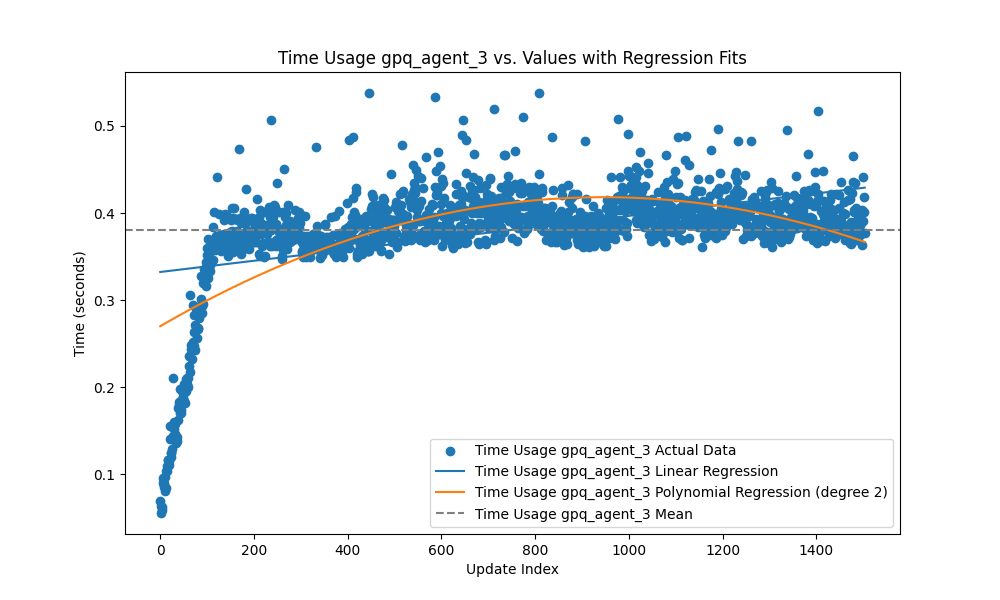 Time Usage gpq_agent_3 vs. Values with Regression Fits
Time (seconds)
0.5
0.4
0.3
0.2
0.1
0 200 400 600 800 1000 1200 1400
Update Index
Time Usage gpq_agent_3 Actual Data
Time Usage gpq_agent_3 Linear Regression
Time Usage gpq_agent_3 Polynomial Regression (degree 2)
Time Usage gpq_agent_3 Mean